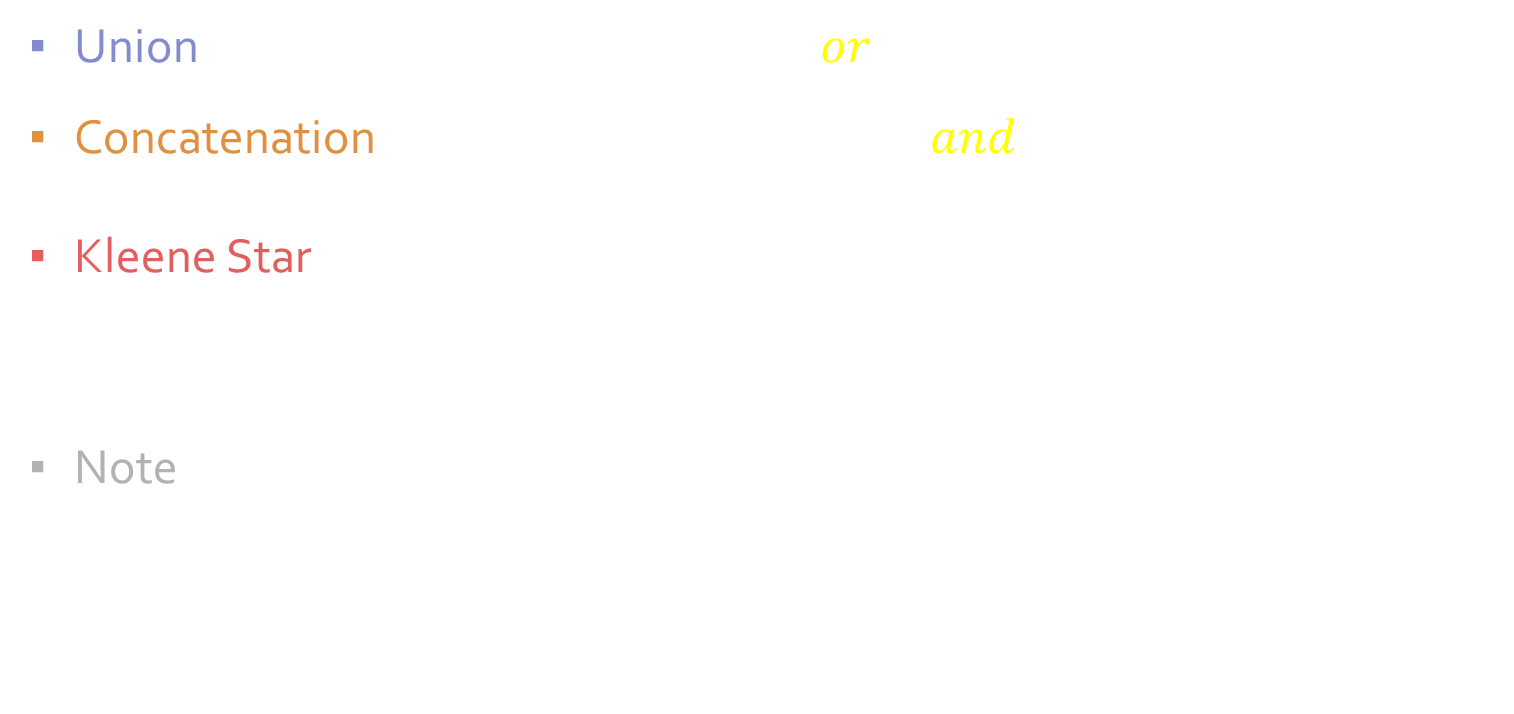 ▪ Union or
▪ Concatenation and
▪ Kleene Star
▪ Note